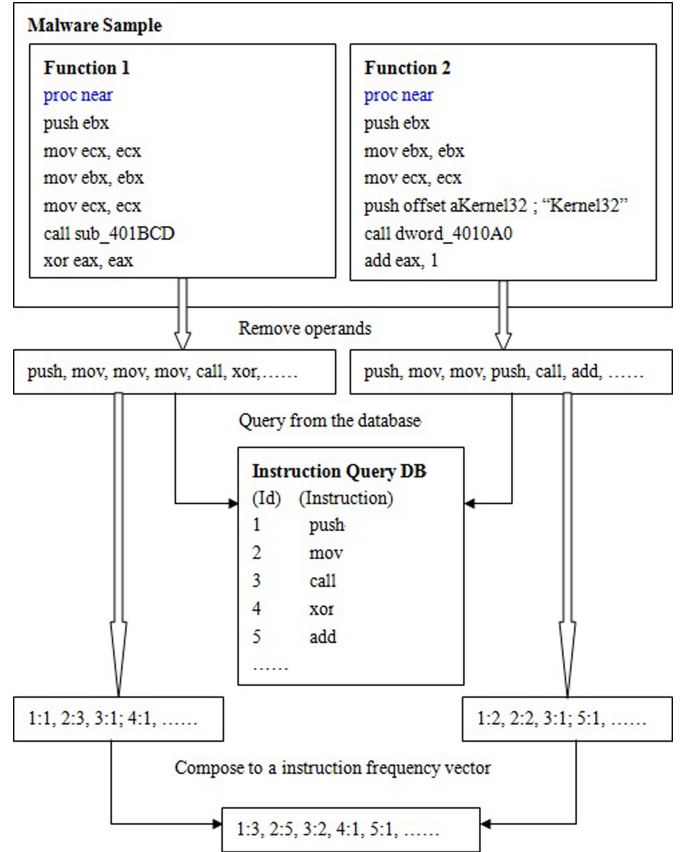 Malware Sample
Function 1
proc near
push ebx
mov ecx, ecx
mov ebx, ebx
mov ecx, ecx
call sub_401BCD
xor eax, eax
Function 2
proc near
push ebx
mov ebx, ebx
mov ecx, ecx
push offset aKernel32 ; “Kernel32”
call dword_4010A0
add eax, 1
Remove operands
push, mov, mov, mov, call, xor,……
push, mov, mov, push, call, add, ……
Query from the database
Instruction Query DB
(Id) (Instruction)
1 push
2 mov
3 call
4 xor
5 add
……
1:1, 2:3, 3:1; 4:1, ……
1:2, 2:2, 3:1; 5:1, ……
Compose to a instruction frequency vector
1:3, 2:5, 3:2, 4:1, 5:1, ……